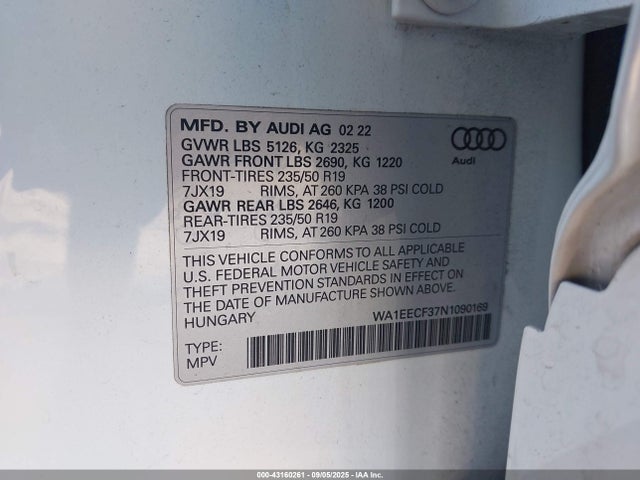 MFD. BY AUDI AG 02 22
GVWR LBS 5126, KG 2325
GAWR FRONT LBS 2690, KG 1220
FRONT-TIRES 235/50 R19
7JX19 RIMS, AT 260 KPA 38 PSI COLD
GAWR REAR LBS 2646, KG 1200
REAR-TIRES 235/50 R19
7JX19 RIMS, AT 260 KPA 38 PSI COLD
Audi
THIS VEHICLE CONFORMS TO ALL APPLICABLE
U.S. FEDERAL MOTOR VEHICLE SAFETY AND
THEFT PREVENTION STANDARDS IN EFFECT ON
THE DATE OF MANUFACTURE SHOWN ABOVE.
HUNGARY
WA1EECF37N1090169
TYPE:
MPV
000-43160261 - 09/05/2025 - IAA Inc.